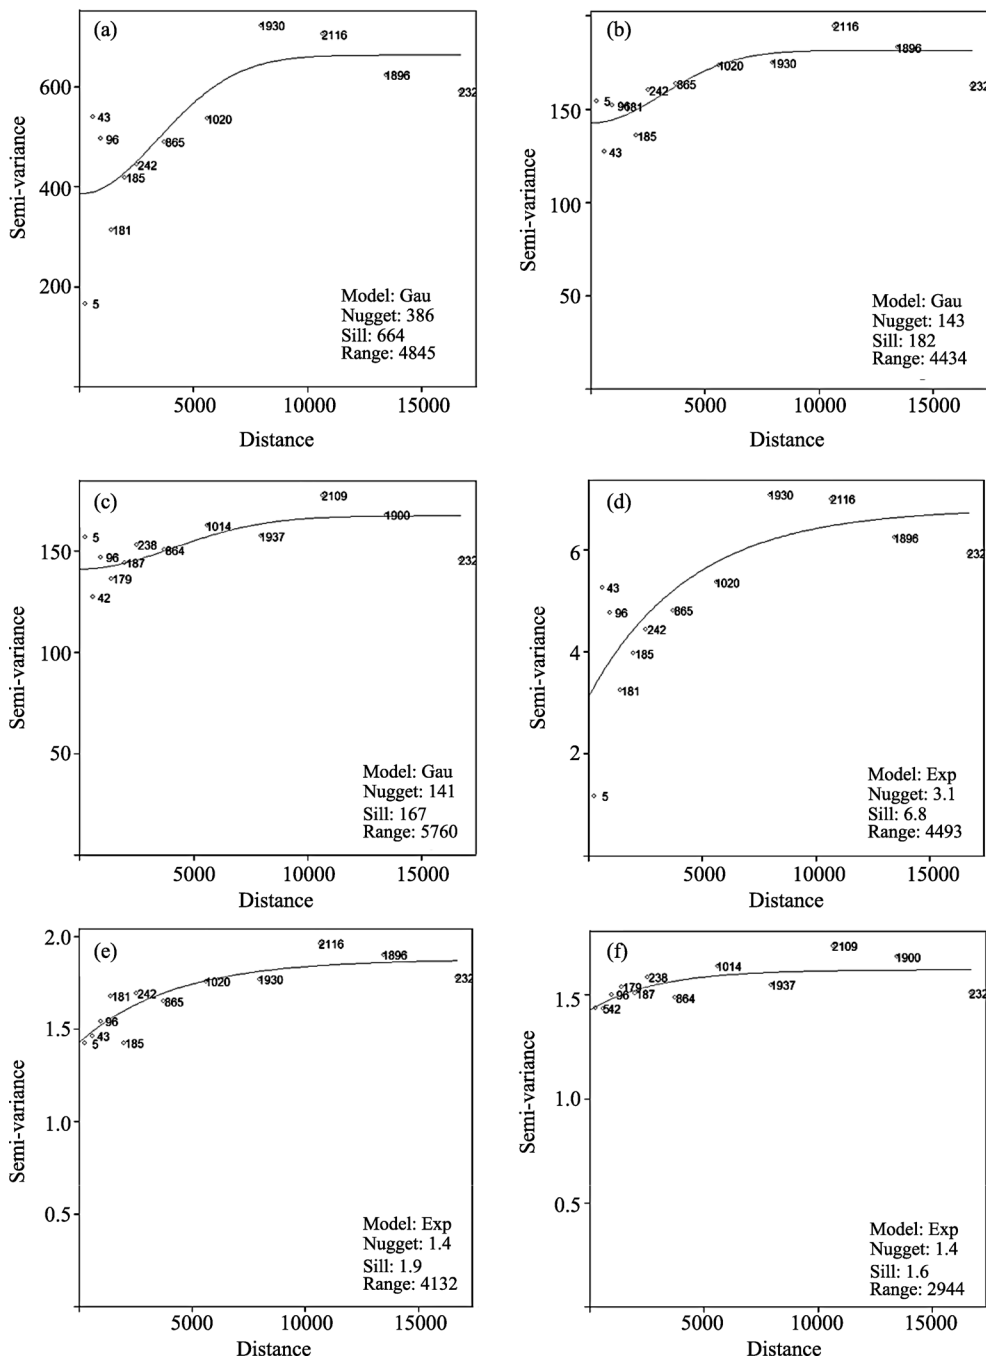 (a)
1930
2116
1896
232
600
43
96
1020
865
242
400
185
181
200
5
Semi-variance
Model: Gau
Nugget: 386
Sill: 664
Range: 4845
5000 10000 15000
Distance
(b)
2116
1896
1020
1930
865
242
232
5
96
181
150
185
43
100
50
Semi-variance
Model: Gau
Nugget: 143
Sill: 182
Range: 4434
5000 10000 15000
Distance
(c)
2109
1900
1014
1937
5
238
864
150
96
187
232
179
42
100
50
Semi-variance
Model: Gau
Nugget: 141
Sill: 167
Range: 5760
5000 10000 15000
Distance
(d)
1930
2116
1896
232
6
1020
43
96
865
242
4
185
181
2
5
Semi-variance
Model: Exp
Nugget: 3.1
Sill: 6.8
Range: 4493
5000 10000 15000
Distance
(e)
2.0
2116
1896
1020
1930
232
181
242
865
96
43
5
185
1.5
1.0
0.5
Semi-variance
Model: Exp
Nugget: 1.4
Sill: 1.9
Range: 4132
5000 10000 15000
Distance
(f)
2109
1900
1014
1937
238
179
96
187
864
232
1.5
5
42
1.0
0.5
Semi-variance
Model: Exp
Nugget: 1.4
Sill: 1.6
Range: 2944
5000 10000 15000
Distance